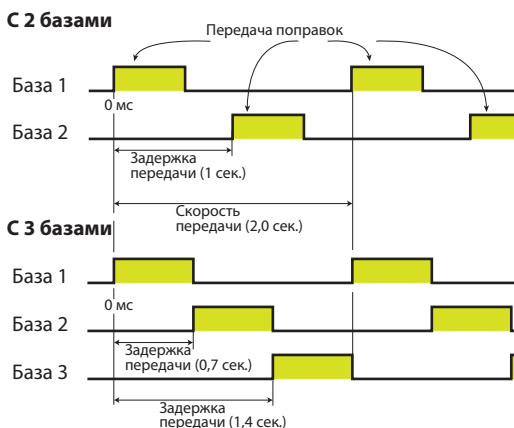 С 2 базами
Передача поправок
База 1
0 мс
База 2
Задержка
передачи (1 сек.)
Скорость
передачи (2,0 сек.)
С 3 базами
База 1
0 мс
База 2
Задержка
передачи (0,7 сек.)
База 3
Задержка
передачи (1,4 сек.)